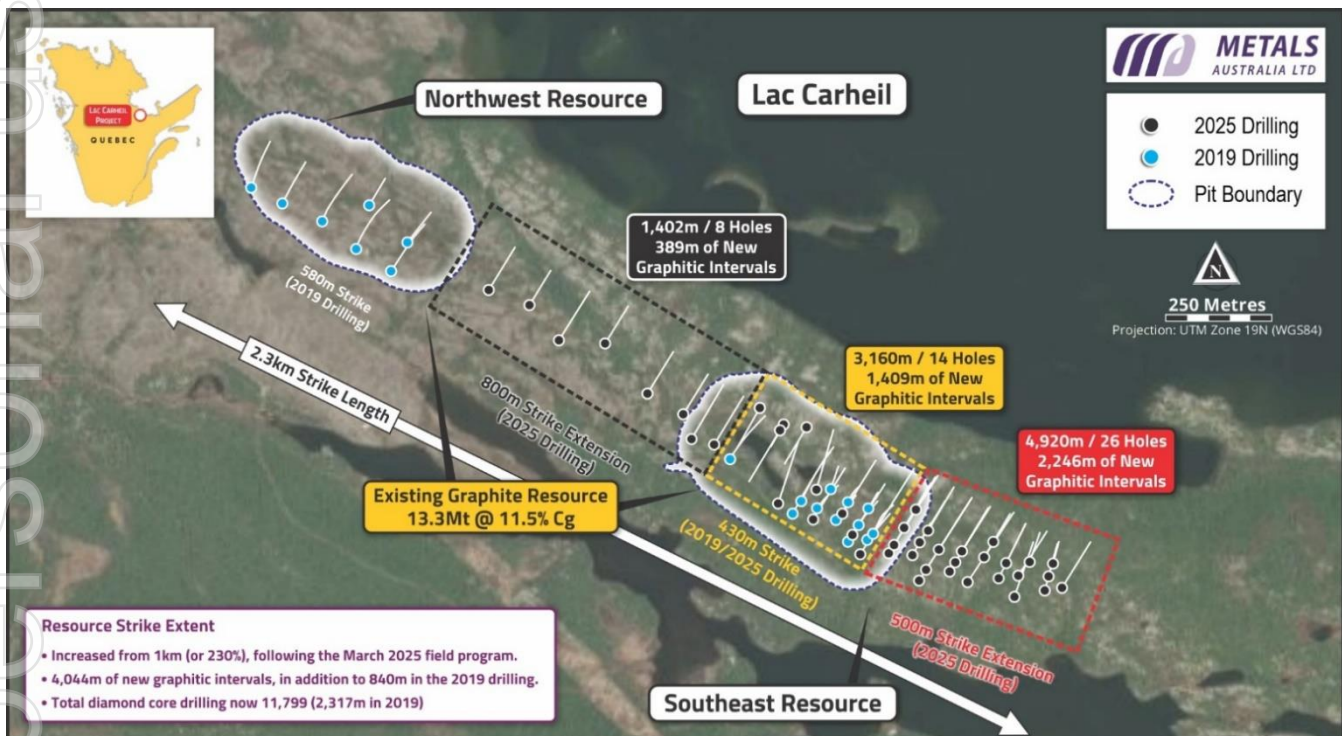 LAC CARHEIL
PROJECT
QUEBEC
Northwest Resource
Lac Carheil
METALS
AUSTRALIA LTD
2025 Drilling
2019 Drilling
Pit Boundary
N
250 Metres
Projection: UTM Zone 19N (WGS84)
1,402m / 8 Holes
389m of New
Graphitic Intervals
580m Strike
(2019 Drilling)
2.3km Strike Length
800m Strike Extension
(2025 Drilling)
3,160m / 14 Holes
1,409m of New
Graphitic Intervals
4,920m / 26 Holes
2,246m of New
Graphitic Intervals
Existing Graphite Resource
13.3Mt @ 11.5% Cg
430m Strike
(2019/2025 Drilling)
500m Strike Extension
(2025 Drilling)
Southeast Resource
Resource Strike Extent
• Increased from 1km (or 230%), following the March 2025 field program.
• 4,044m of new graphitic intervals, in addition to 840m in the 2019 drilling.
• Total diamond core drilling now 11,799 (2,317m in 2019)